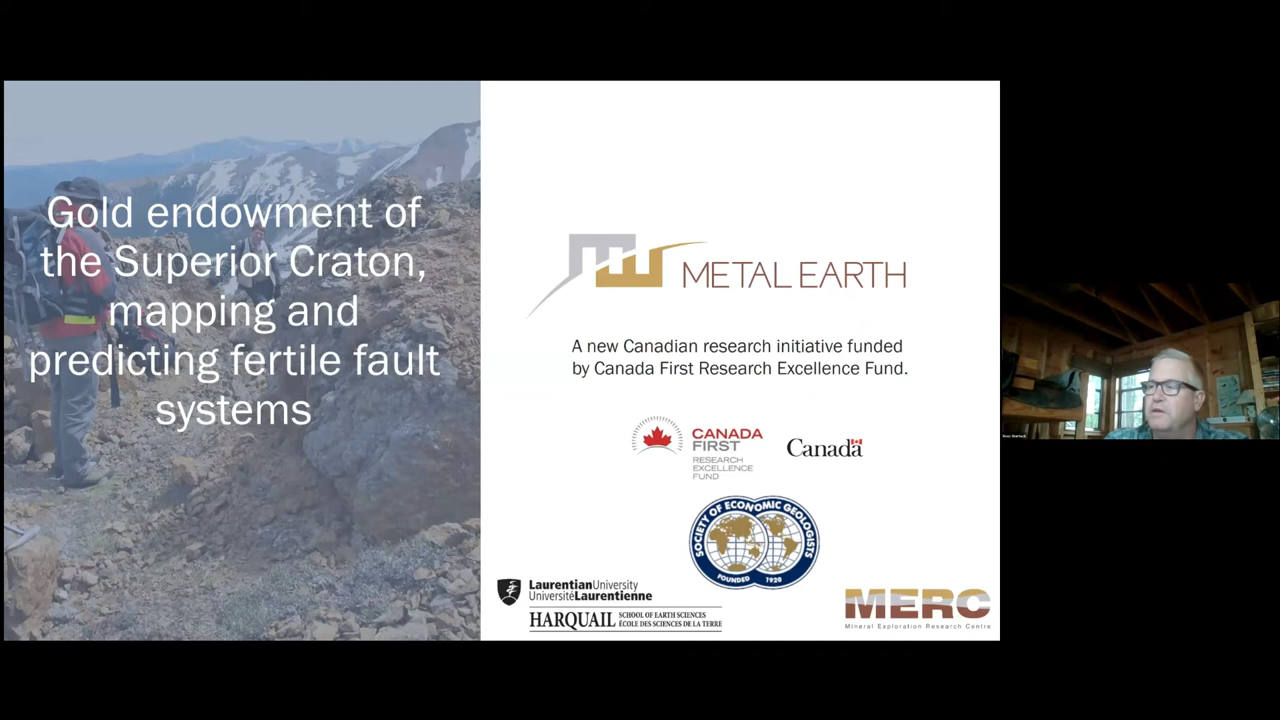 Gold endowment of
the Superior Craton,
mapping and
predicting fertile fault
systems
METAL EARTH
A new Canadian research initiative funded
by Canada First Research Excellence Fund.
CANADA
FIRST
RESEARCH
EXCELLENCE
FUND
Canada
SOCIETY OF ECONOMIC GEOLOGISTS
FOUNDED 1920
LaurentianUniversity
UniversitéLaurentienne
HARQUAIL
SCHOOL OF EARTH SCIENCES
ÉCOLE DES SCIENCES DE LA TERRE
MERC
Mineral Exploration Research Centre